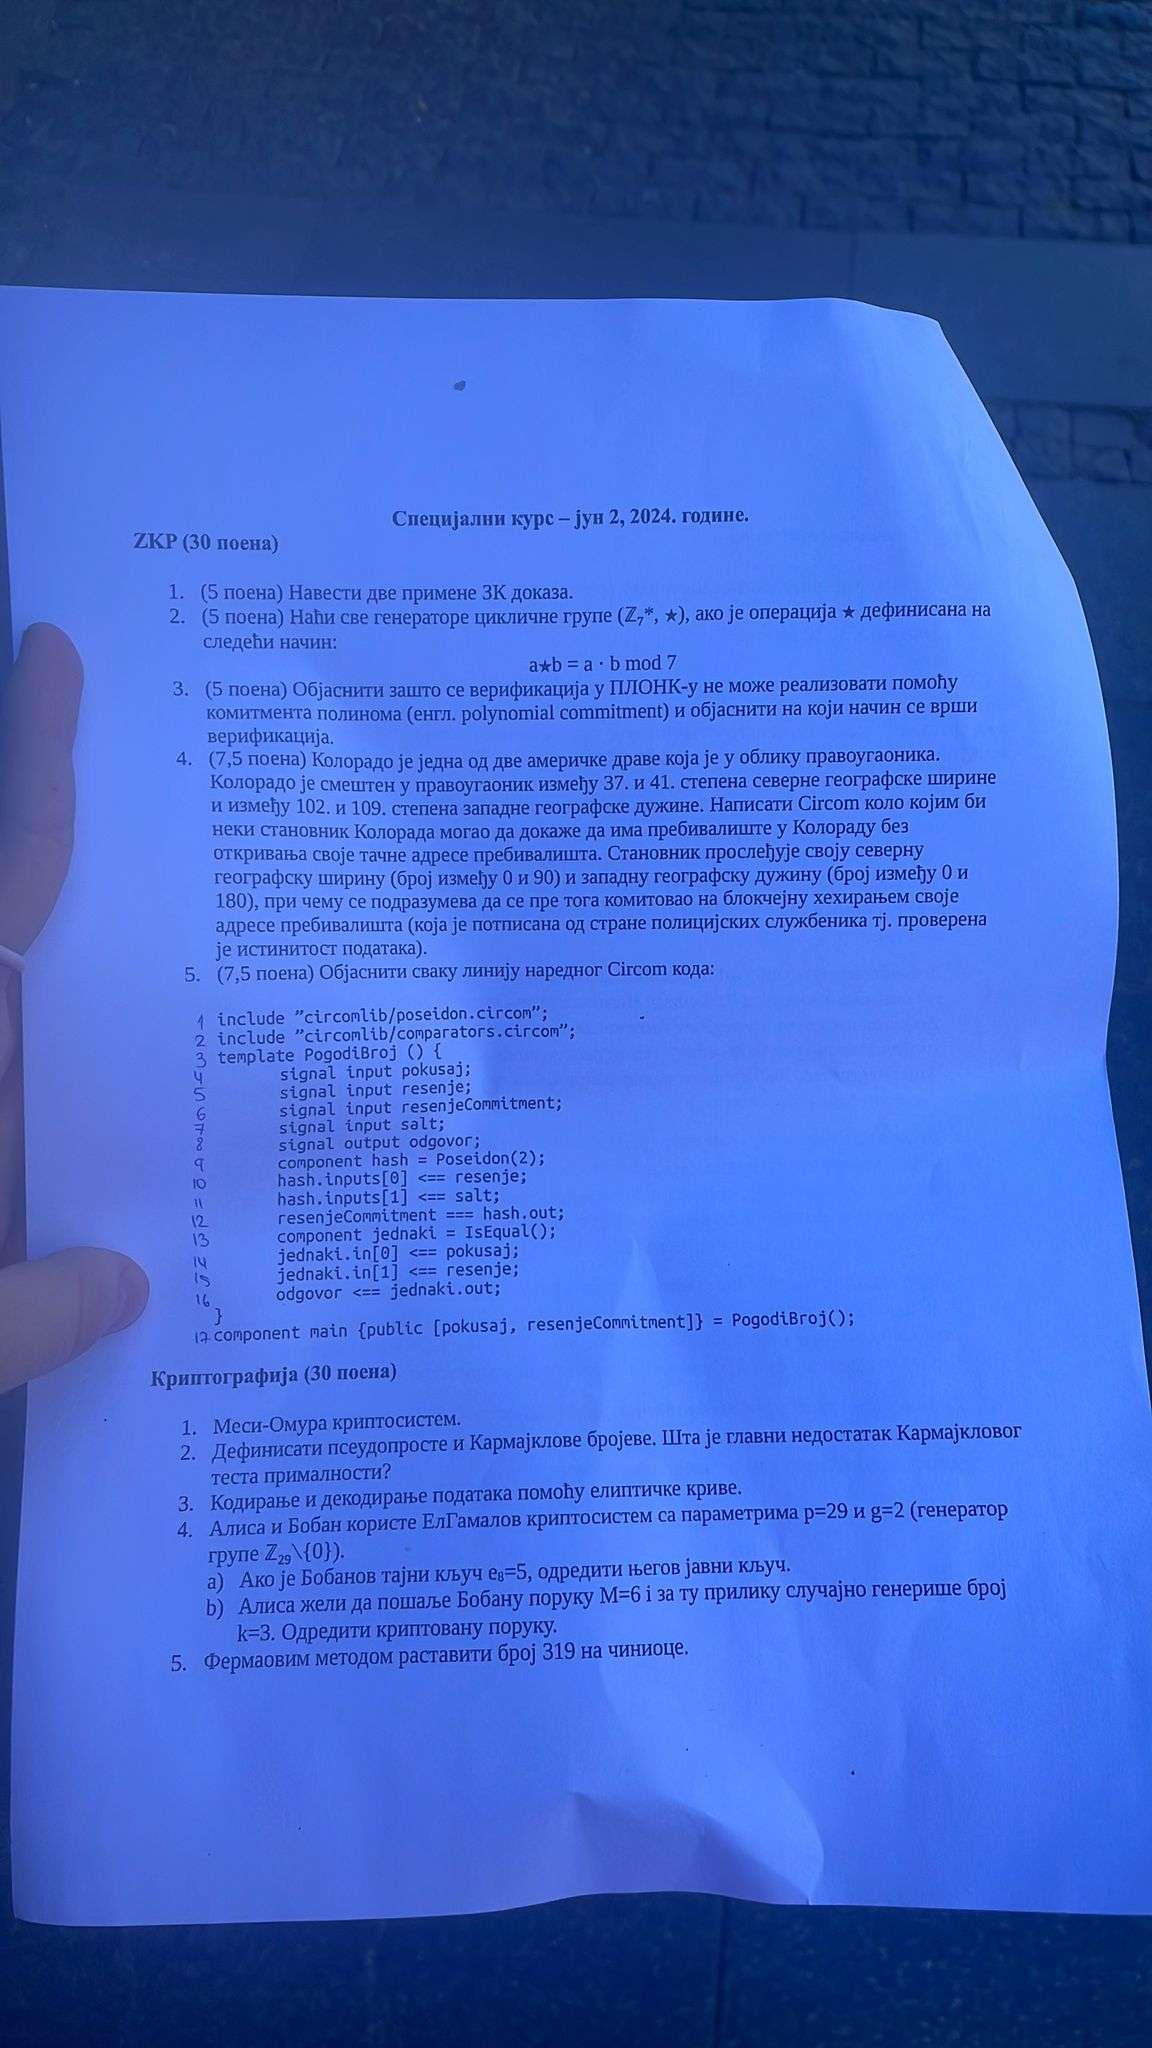 Специјални курс – јун 2, 2024. године.
ZKP (30 поена)
1. (5 поена) Навести две примене ЗК доказа.
2. (5 поена) Наћи све генераторе цикличне групе (ℤ₇*, ★), ако је операција ★ дефинисана на
следећи начин:
a★b = a · b mod 7
3. (5 поена) Објаснити зашто се верификација у ПЛОНК-у не може реализовати помоћу
комитмента полинома (енгл. polynomial commitment) и објаснити на који начин се врши
верификација.
4. (7,5 поена) Колорадо је једна од две америчке драве која је у облику правоугаоника.
Колорадо је смештен у правоугаоник између 37. и 41. степена северне географске ширине
и између 102. и 109. степена западне географске дужине. Написати Circom коло којим би
неки становник Колорада могао да докаже да има пребивалиште у Колораду без
откривања своје тачне адресе пребивалишта. Становник прослеђује своју северну
географску ширину (број између 0 и 90) и западну географску дужину (број између 0 и
180), при чему се подразумева да се пре тога комитовао на блокчејну хехирањем своје
адресе пребивалишта (која је потписана од стране полицијских службеника тј. проверена
је истинитост података).
5. (7,5 поена) Објаснити сваку линију наредног Circom кода:
1 include ”circomlib/poseidon.circom”;
2 include ”circomlib/comparators.circom”;
3 template PogodiBroj () {
4 signal input pokusaj;
5 signal input resenje;
6 signal input resenjeCommitment;
7 signal input salt;
8 signal output odgovor;
9 component hash = Poseidon(2);
10 hash.inputs[0] <== resenje;
11 hash.inputs[1] <== salt;
12 resenjeCommitment === hash.out;
13 component jednaki = IsEqual();
14 jednaki.in[0] <== pokusaj;
15 jednaki.in[1] <== resenje;
16 odgovor <== jednaki.out;
}
17 component main {public [pokusaj, resenjeCommitment]} = PogodiBroj();
Криптографија (30 поена)
1. Меси-Омура криптосистем.
2. Дефинисати псеудопросте и Кармајклове бројеве. Шта је главни недостатак Кармајкловог
теста прималности?
3. Кодирање и декодирање података помоћу елиптичке криве.
4. Алиса и Бобан користе ЕлГамалов криптосистем са параметрима p=29 и g=2 (генератор
групе ℤ₂₉\{0}).
a) Ако је Бобанов тајни кључ eᵦ=5, одредити његов јавни кључ.
b) Алиса жели да пошаље Бобану поруку М=6 i за ту прилику случајно генерише број
k=3. Одредити криптовану поруку.
5. Фермаовим методом раставити број 319 на чиниоце.